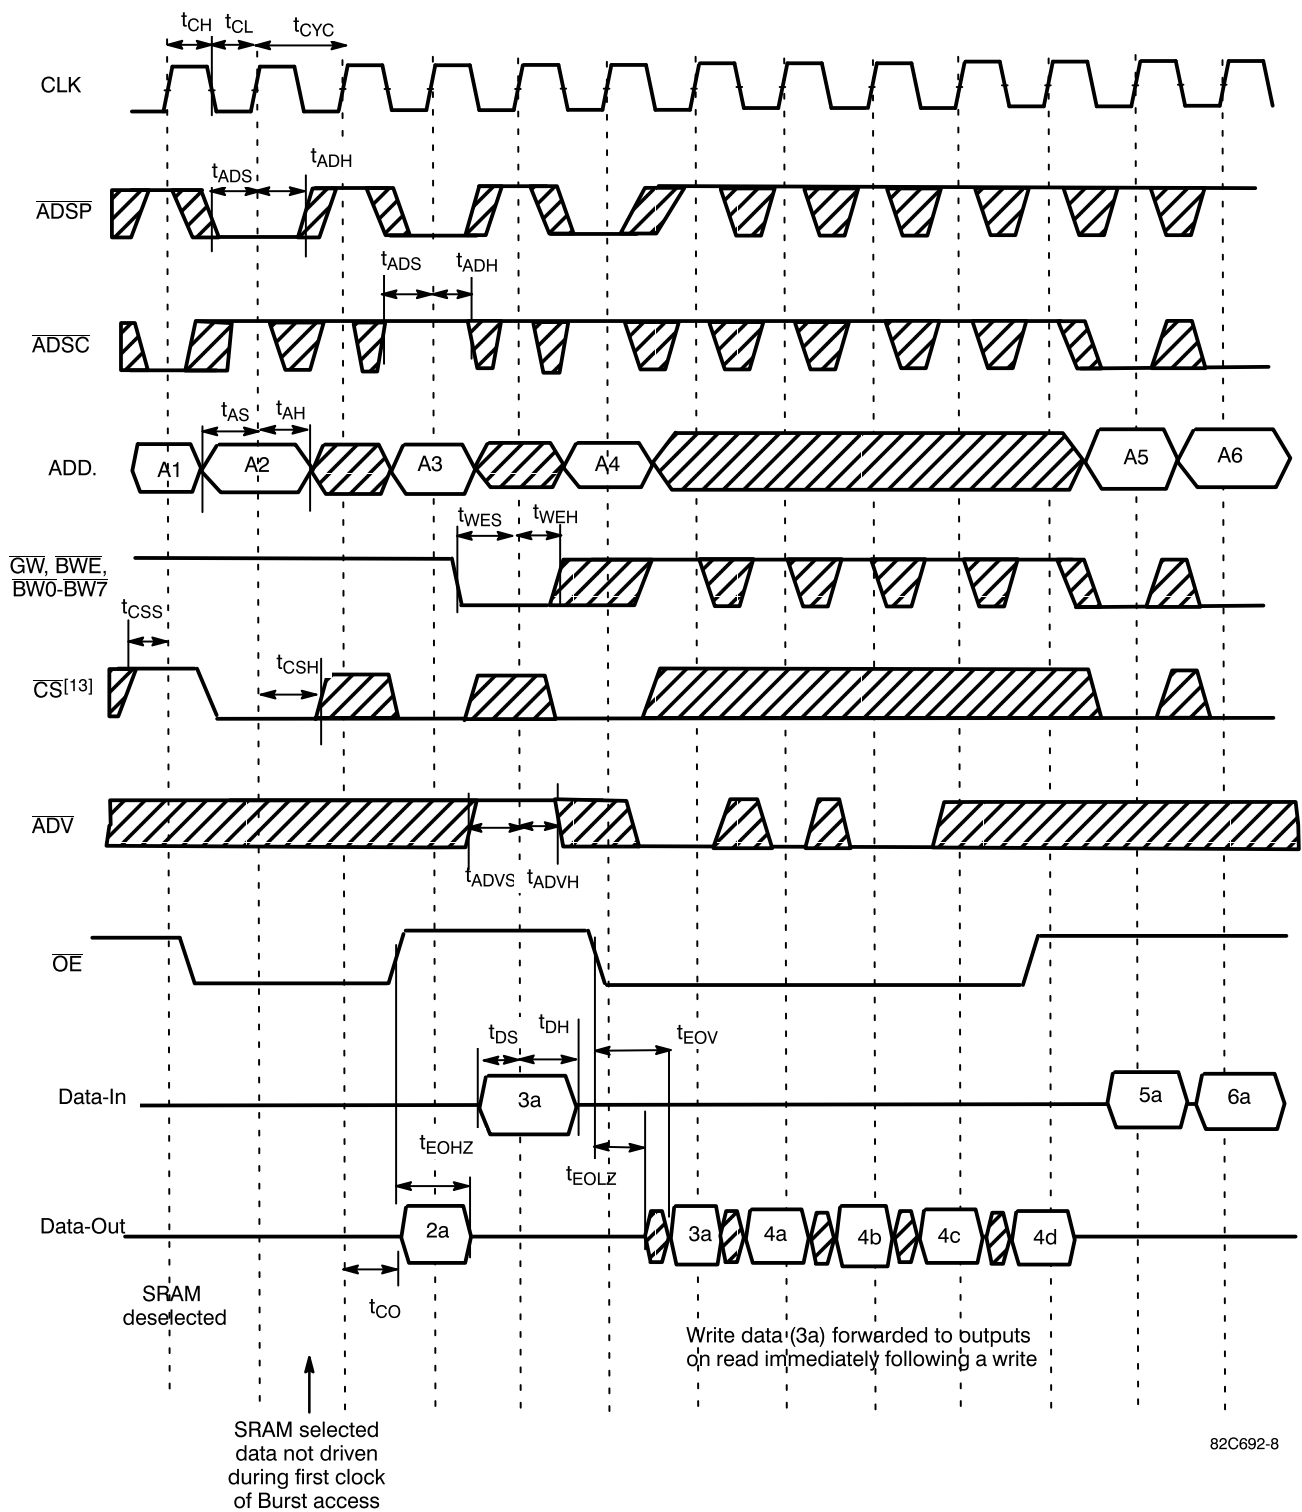 tCH tCL tCYC
CLK
tADS tADH
ADSP
tADS tADH
ADSC
tAS tAH
ADD. A1 A2 A3 A4 A5 A6
tWES tWEH
GW, BWE,
BW0-BW7
tCSS
tCSH
CS[13]
ADV
tADVS tADVH
OE
tDS tDH tEOV
Data-In 3a 5a 6a
tEOHZ tEOLZ
Data-Out 2a 3a 4a 4b 4c 4d
tCO
SRAM
deselected
Write data (3a) forwarded to outputs
on read immediately following a write
SRAM selected
data not driven
during first clock
of Burst access
82C692-8